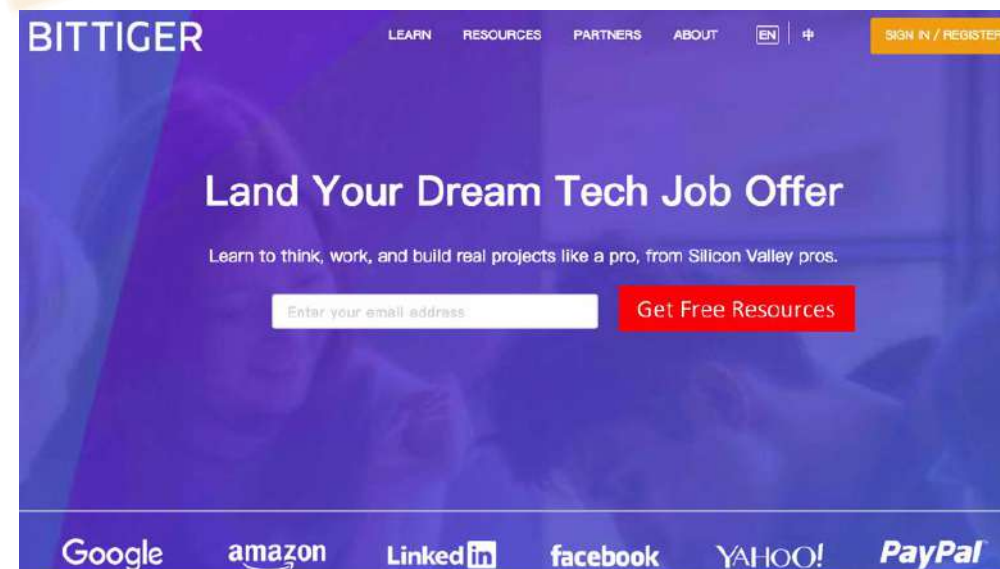 BITTIGER
LEARN RESOURCES PARTNERS ABOUT EN 中 SIGN IN / REGISTER
Land Your Dream Tech Job Offer
Learn to think, work, and build real projects like a pro, from Silicon Valley pros.
Enter your email address
Get Free Resources
Google amazon Linked in facebook YAHOO! PayPal